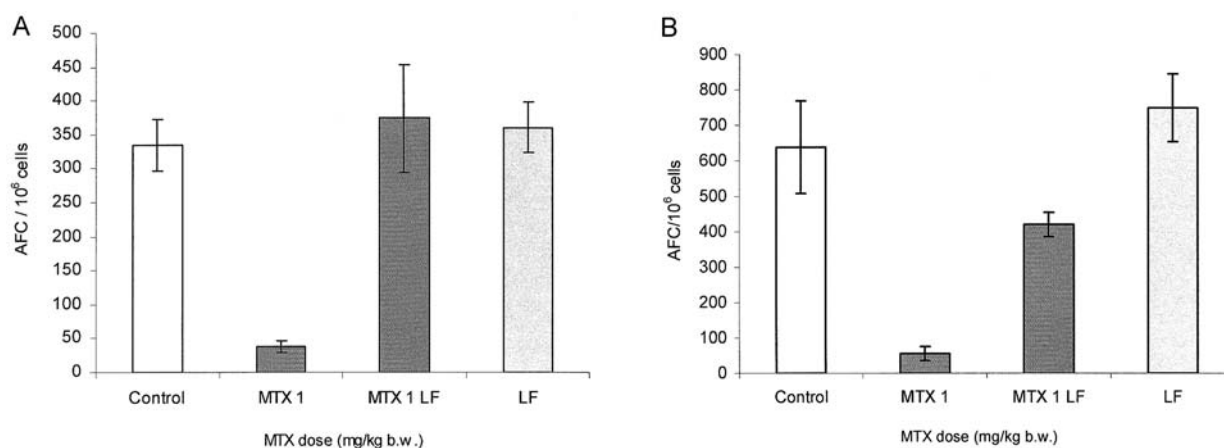 A
500
450
400
350
300
250
200
150
100
50
0
AFC / 10⁶ cells
Control MTX 1 MTX 1 LF LF
MTX dose (mg/kg b.w.)
B
900
800
700
600
500
400
300
200
100
0
AFC/10⁶ cells
Control MTX 1 MTX 1 LF LF
MTX dose (mg/kg b.w.)